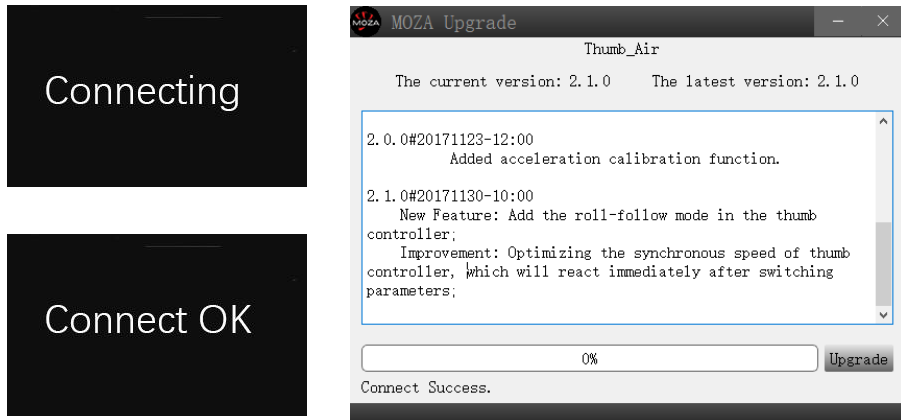 Connecting
Connect OK
MOZA
MOZA Upgrade
Thumb_Air
The current version: 2.1.0 The latest version: 2.1.0
2.0.0#20171123-12:00
Added acceleration calibration function.
2.1.0#20171130-10:00
New Feature: Add the roll-follow mode in the thumb
controller;
Improvement: Optimizing the synchronous speed of thumb
controller, which will react immediately after switching
parameters;
0%
Upgrade
Connect Success.